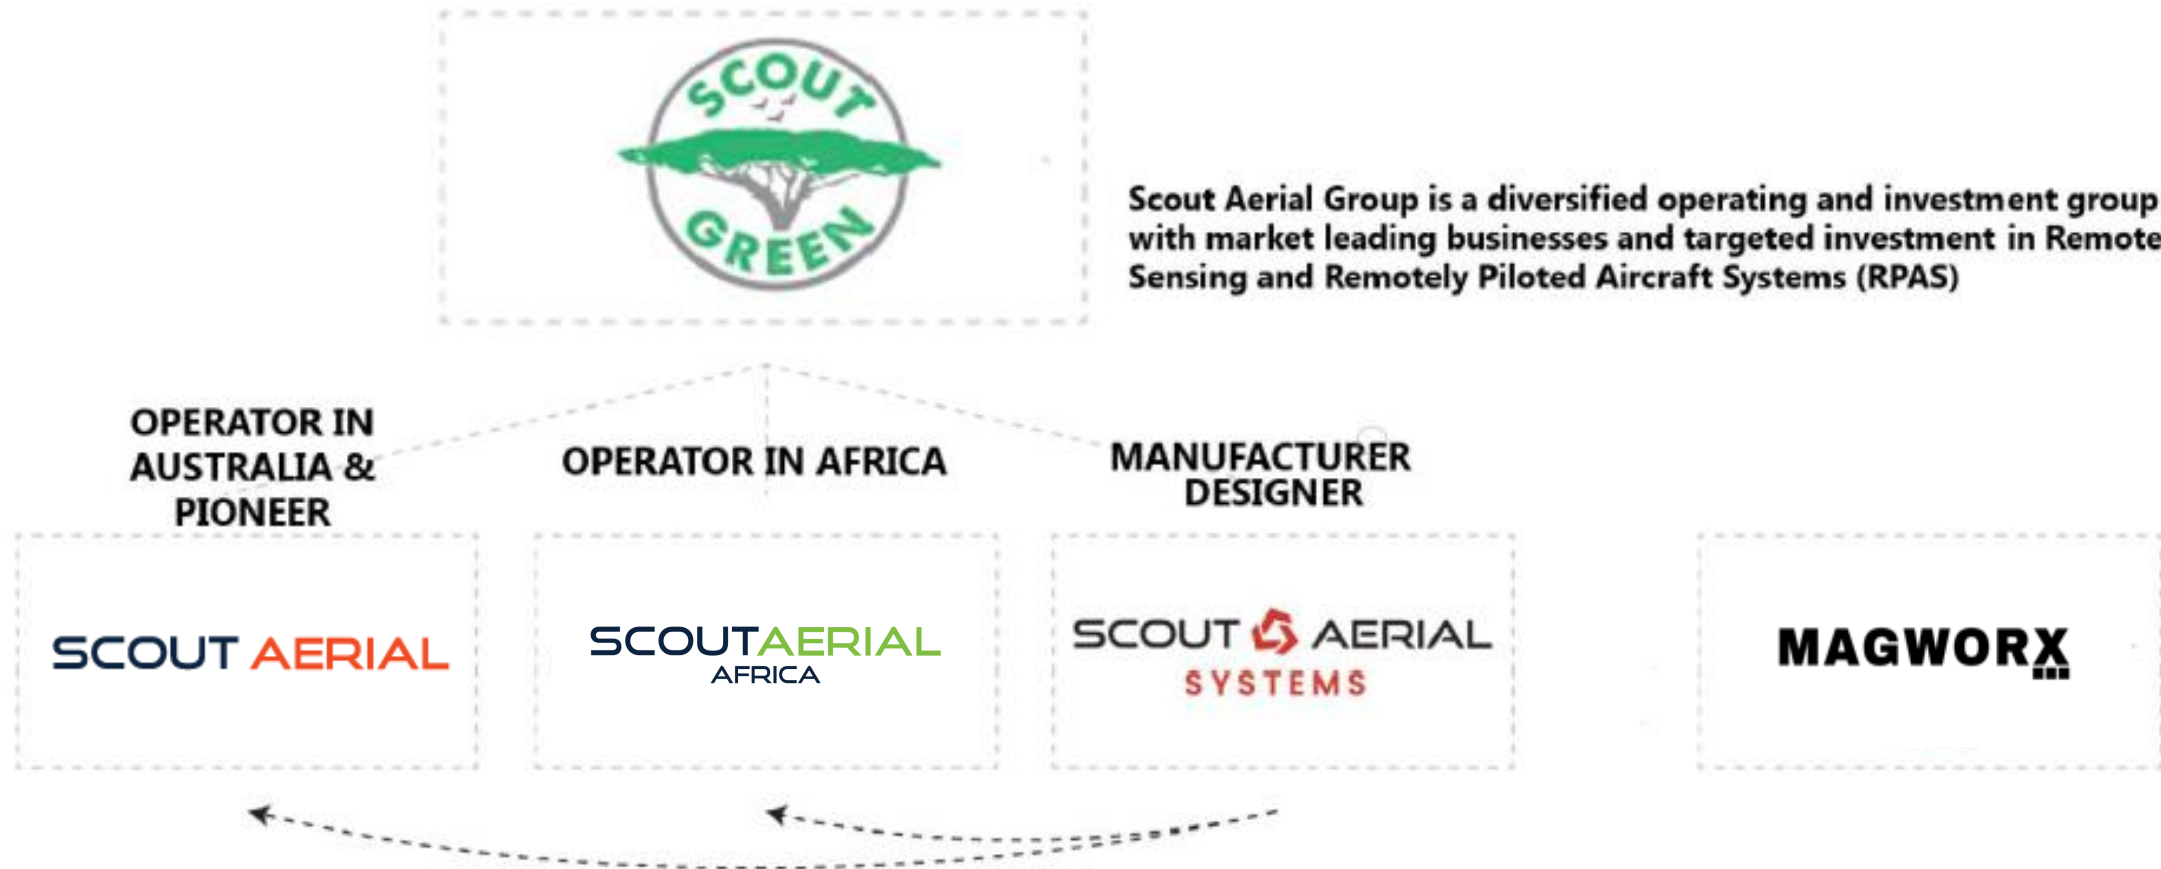 SCOUT
GREEN
Scout Aerial Group is a diversified operating and investment group
with market leading businesses and targeted investment in Remote
Sensing and Remotely Piloted Aircraft Systems (RPAS)
OPERATOR IN
AUSTRALIA &
PIONEER
OPERATOR IN AFRICA
MANUFACTURER
DESIGNER
SCOUT AERIAL
SCOUTAERIAL
AFRICA
SCOUT AERIAL
SYSTEMS
MAGWORX